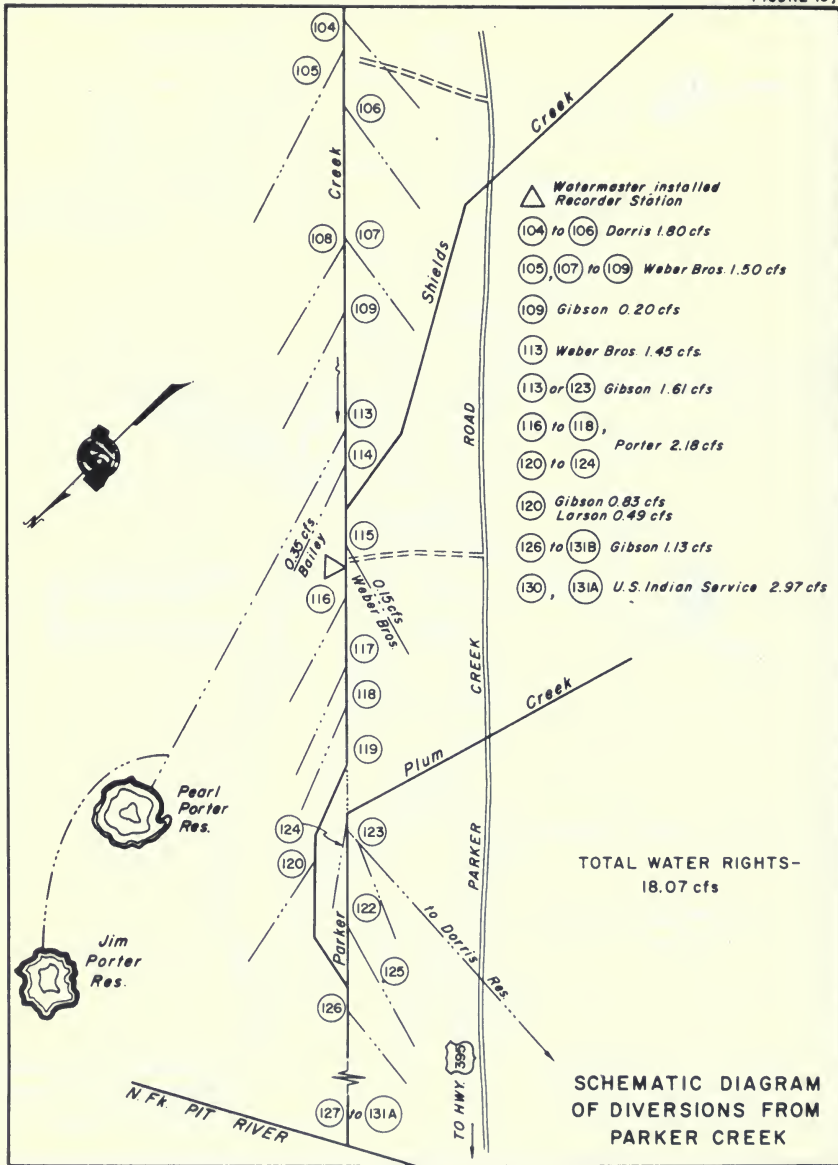 104
105
Creek
106
Creek
Watermaster installed
Recorder Station
104 to 106 Dorris 1.80 cfs
108
107
Shields
105, 107 to 109 Weber Bros. 1.50 cfs
109
109 Gibson 0.20 cfs
113 Weber Bros. 1.45 cfs.
113
113 or 123 Gibson 1.61 cfs
ROAD
114
116 to 118,
Porter 2.18 cfs
120 to 124
0.35 cfs
Bailey
115
120 Gibson 0.83 cfs
Larson 0.49 cfs
126 to 131B Gibson 1.13 cfs
0.15 cfs
Weber Bros.
116
130, 131A U.S. Indian Service 2.97 cfs
117
CREEK
Creek
118
119
Plum
Pearl
Porter
Res.
124
123
120
PARKER
TOTAL WATER RIGHTS-
18.07 cfs
122
to Dorris Res.
Parker
Jim
Porter
Res.
125
126
395
TO HWY.
N. Fk. PIT RIVER
127 to 131A
SCHEMATIC DIAGRAM
OF DIVERSIONS FROM
PARKER CREEK